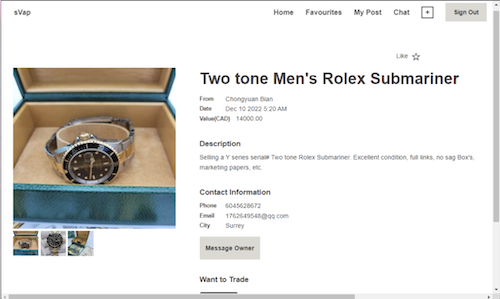 sVap
Home Favourites My Post Chat + Sign Out
Like
Two tone Men's Rolex Submariner
From Chongyuan Bian
Date Dec 10 2022 5:20 AM
Value(CAD) 14000.00
Description
Selling a Y series serial# Two tone Rolex Submariner. Excellent condition, full links, no sag Box's,
marketing papers, etc.
Contact Information
Phone 6045628672
Email 1762649548@qq.com
City Surrey
Message Owner
Want to Trade